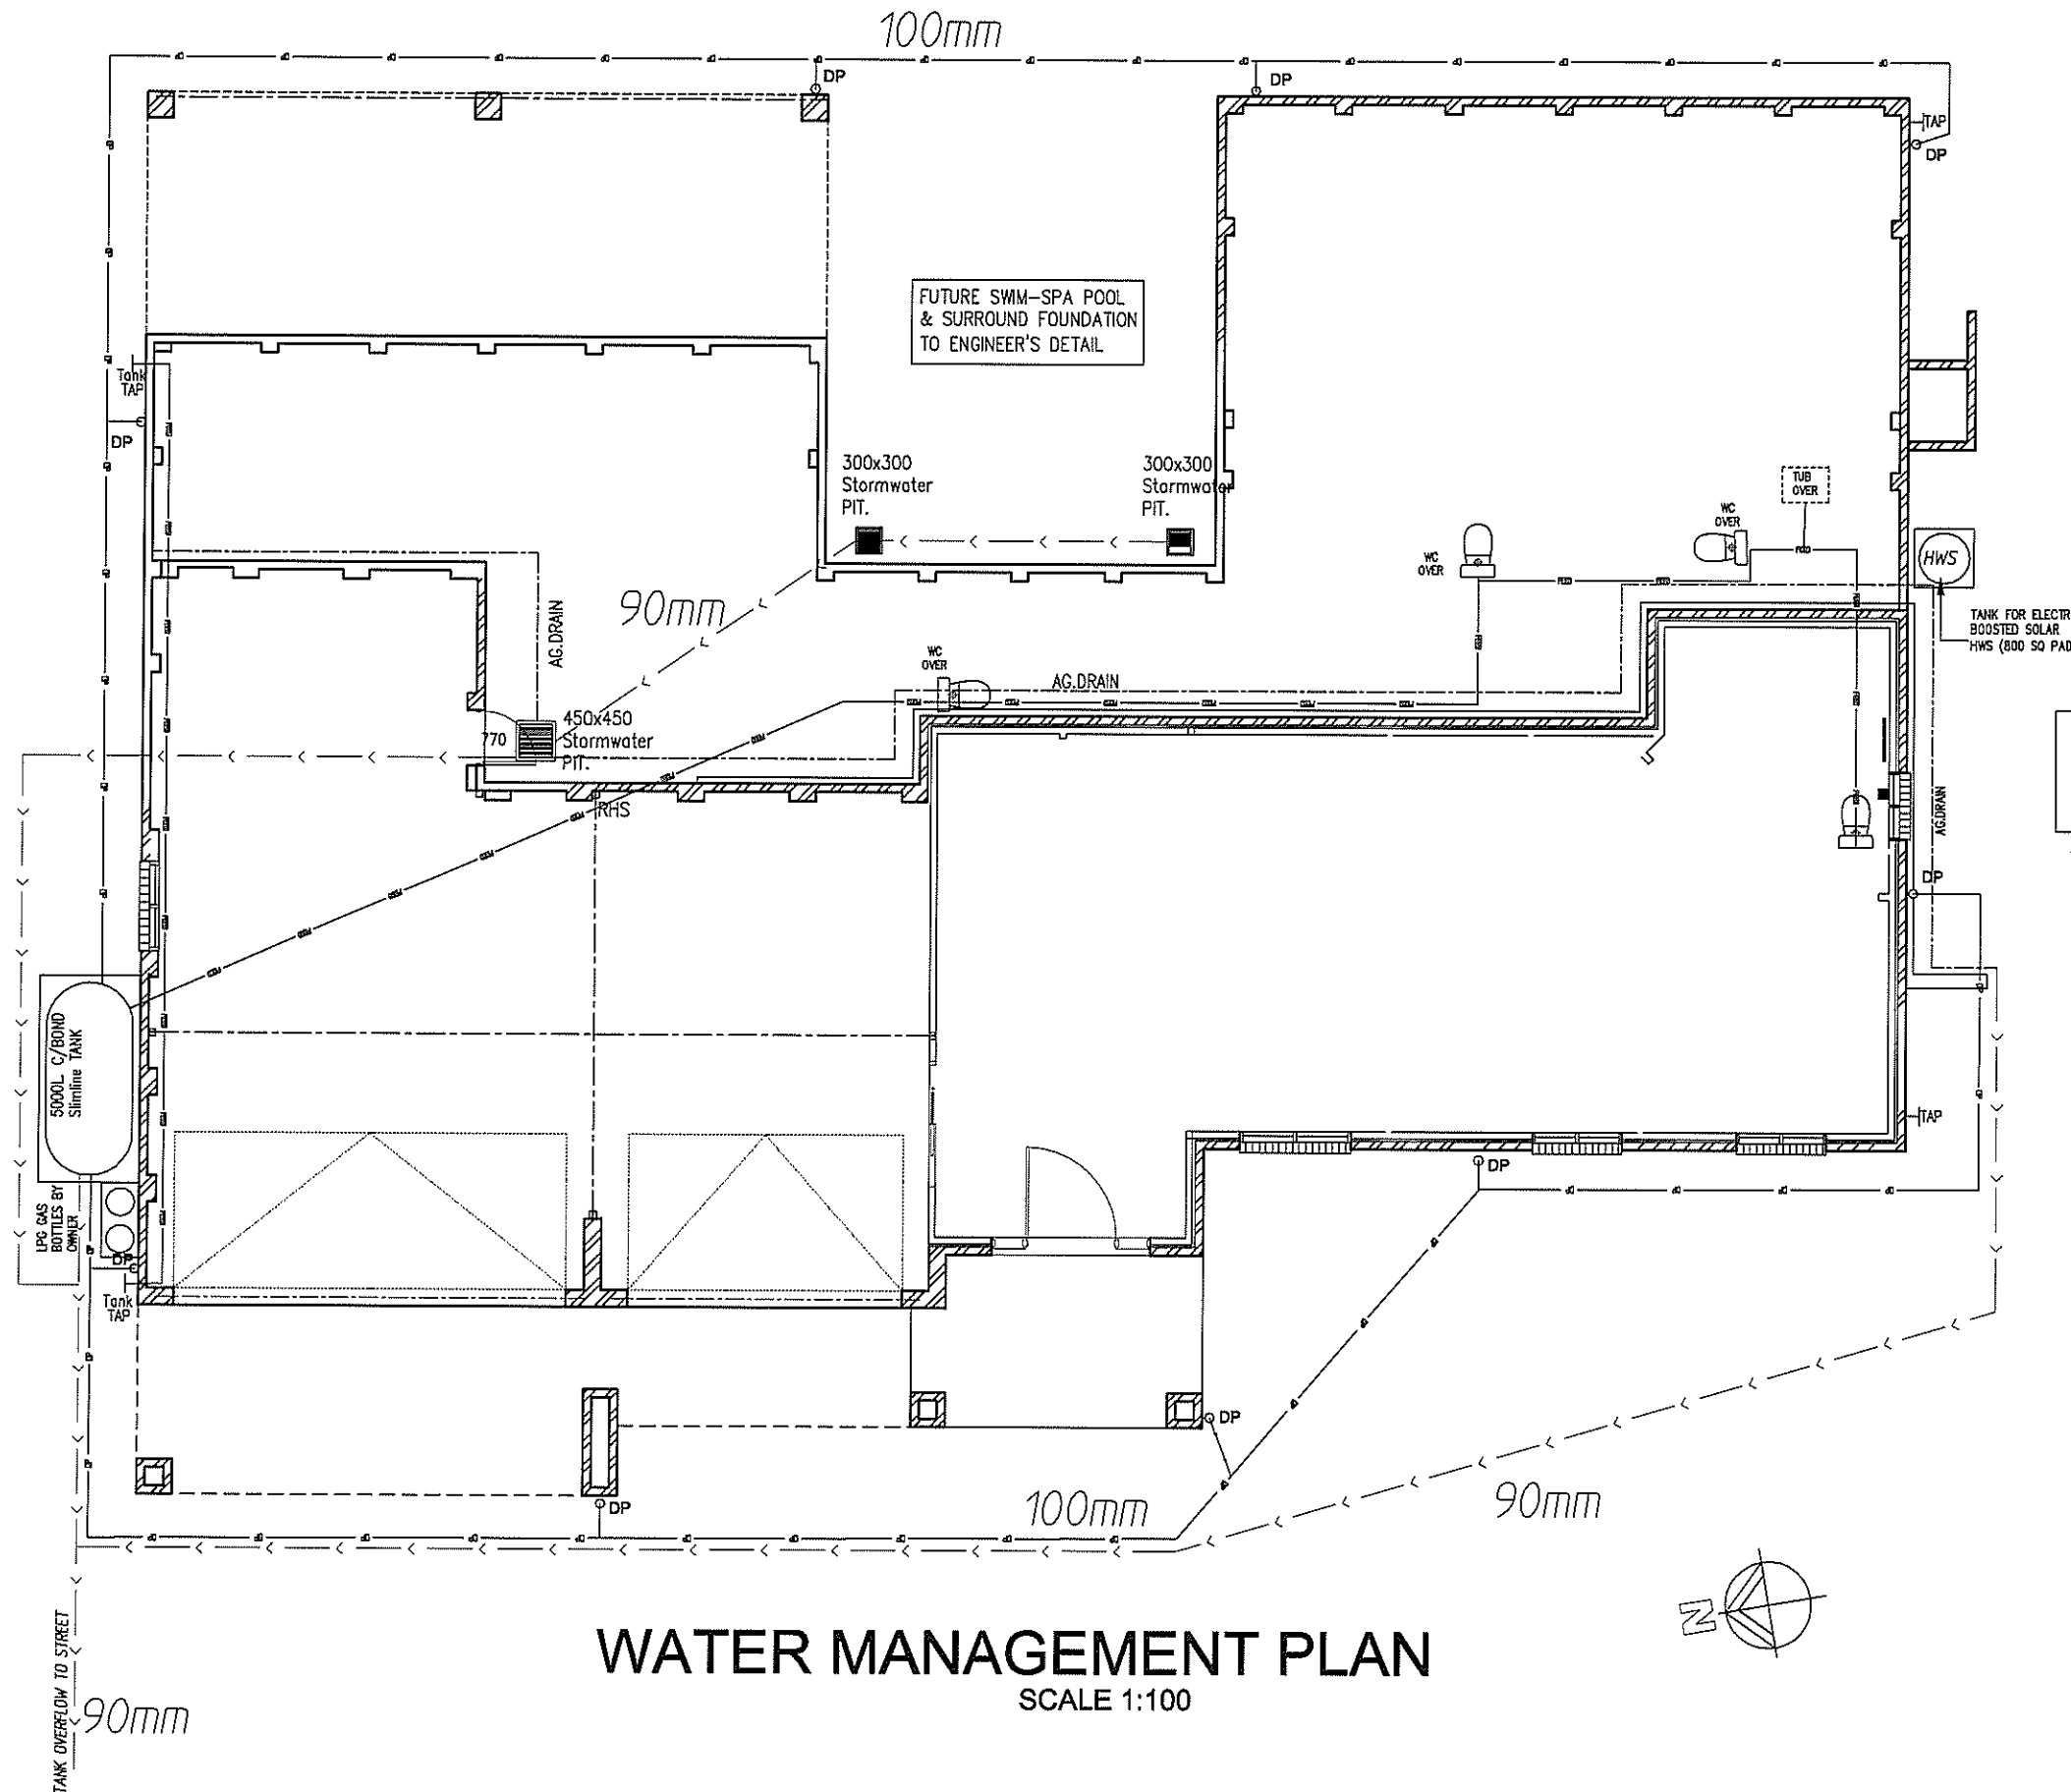 100mm
DP
DP
TAP
DP
FUTURE SWIM-SPA POOL
& SURROUND FOUNDATION
TO ENGINEER'S DETAIL
Tank
TAP
DP
300x300
Stormwater
PIT.
300x300
Stormwater
PIT.
TUB
OVER
WC
OVER
WC
OVER
HWS
90mm
AG.DRAIN
TANK FOR ELECTR
BOOSTED SOLAR
HWS (800 SQ PAD
WC
OVER
AG.DRAIN
450x450
Stormwater
PIT.
770
RHS
AG.DRAIN
DP
5000L C/BOND
Slimline TANK
TAP
DP
LPG GAS
BOTTLES BY
OWNER
DP
Tank
TAP
DP
DP
100mm
90mm
N
WATER MANAGEMENT PLAN
SCALE 1:100
TANK OVERFLOW TO STREET
90mm